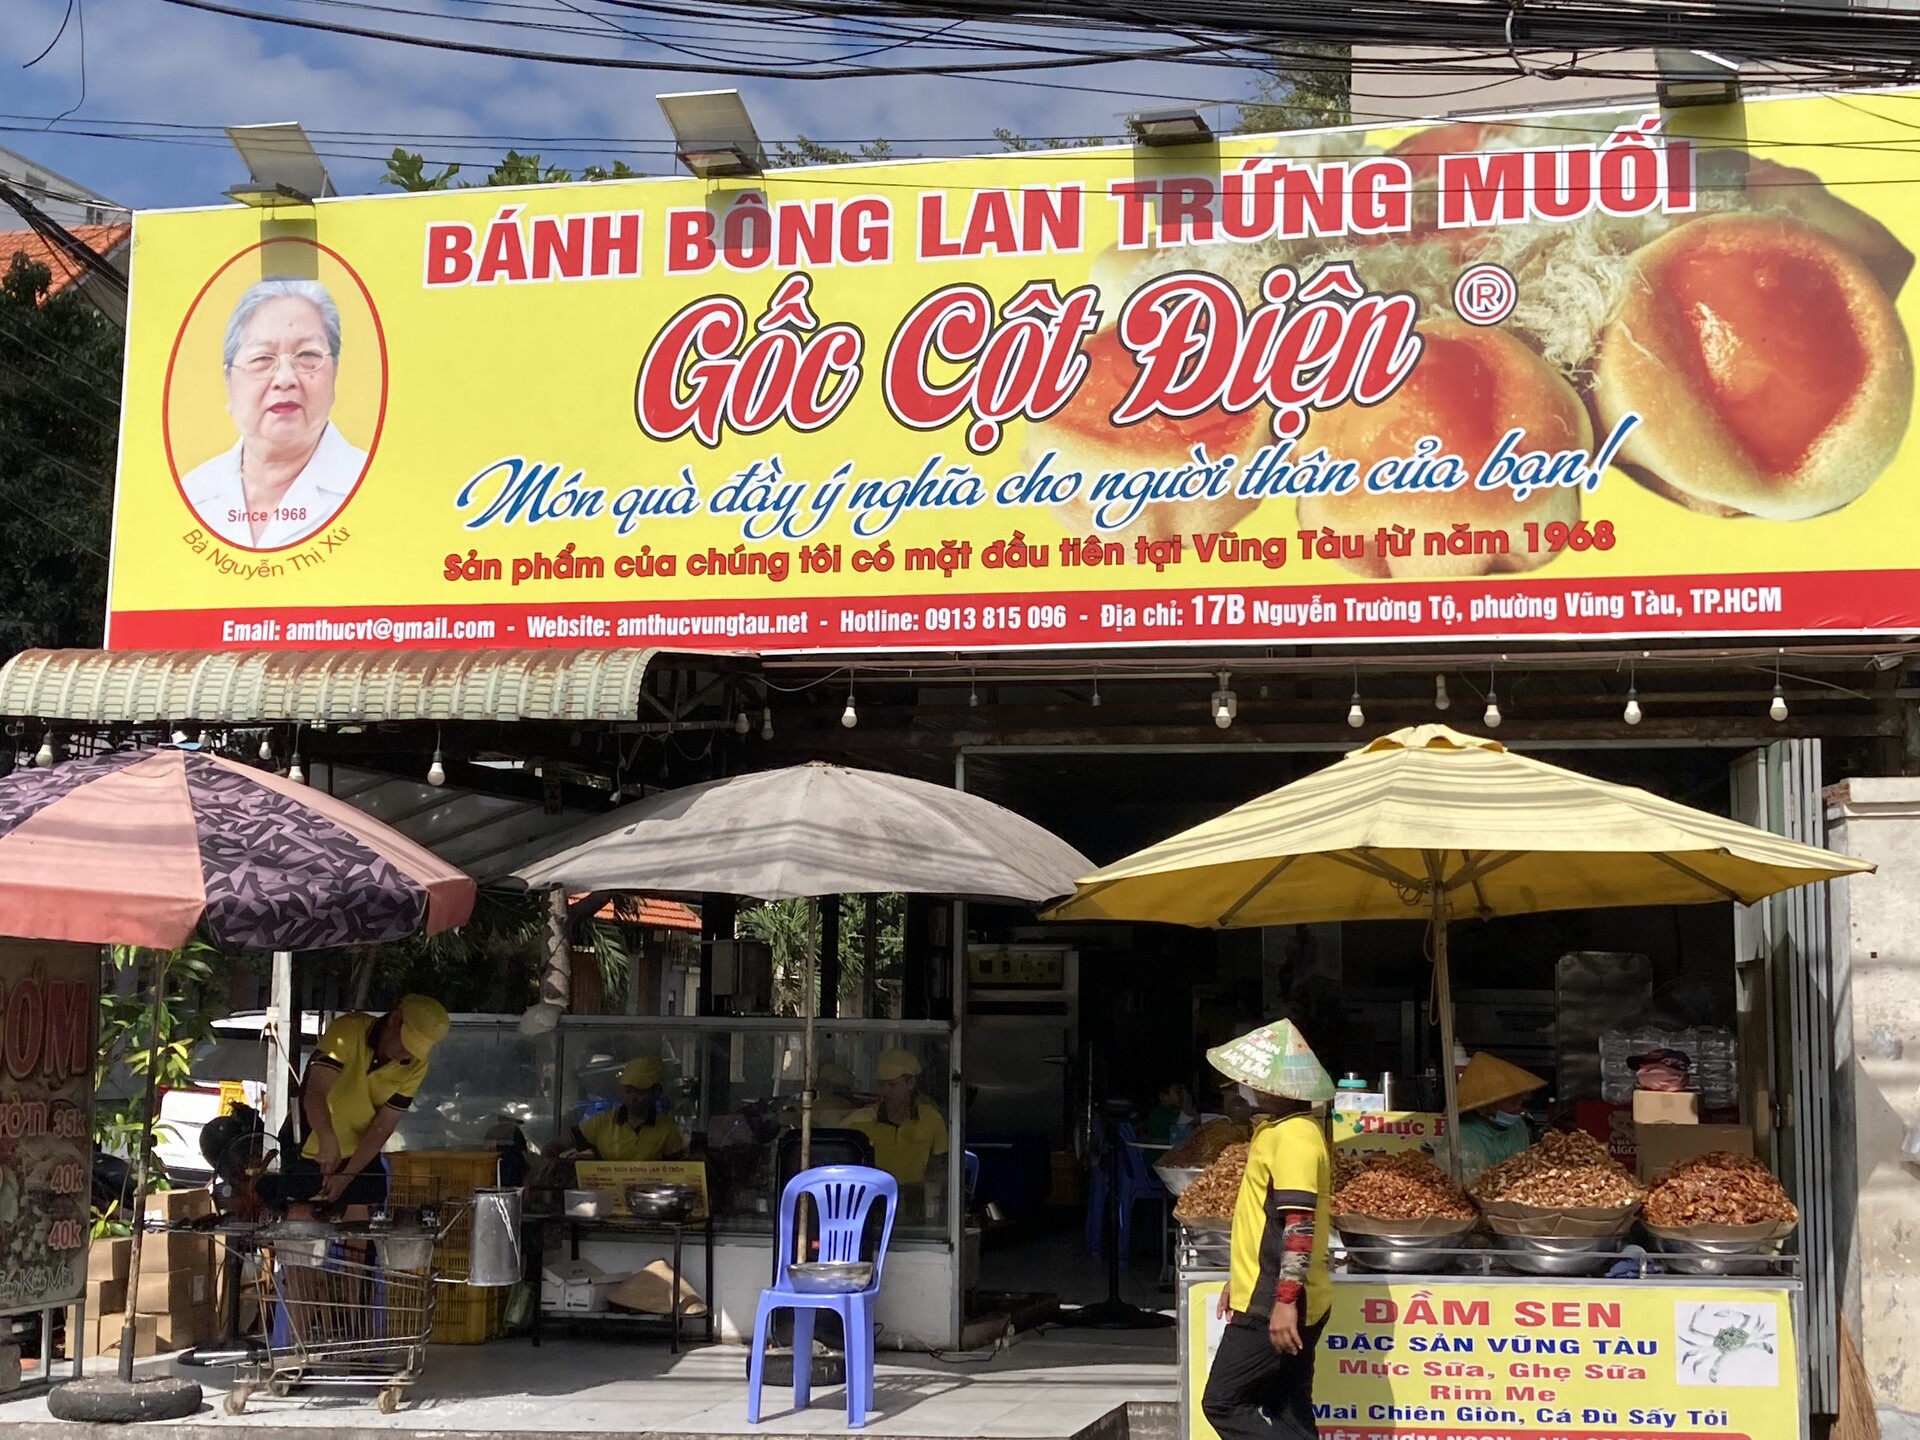 BÁNH BÔNG LAN TRỨNG MUỐI
Gốc Cột Điện ®
Món quà đầy ý nghĩa cho người thân của bạn!
Sản phẩm của chúng tôi có mặt đầu tiên tại Vũng Tàu từ năm 1968
Since 1968
Bà Nguyễn Thị Xứ
Email: amthucvt@gmail.com - Website: amthucvungtau.net - Hotline: 0913 815 096 - Địa chỉ: 17B Nguyễn Trường Tộ, phường Vũng Tàu, TP.HCM
35k
40k
40k
Thực
ĐẦM SEN
ĐẶC SẢN VŨNG TÀU
Mực Sữa, Ghẹ Sữa
Rim Me
Mai Chiên Giòn, Cá Đù Sấy Tỏi